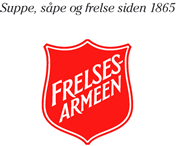 Suppe, såpe og frelse siden 1865
FRELSES-
ARMEEN